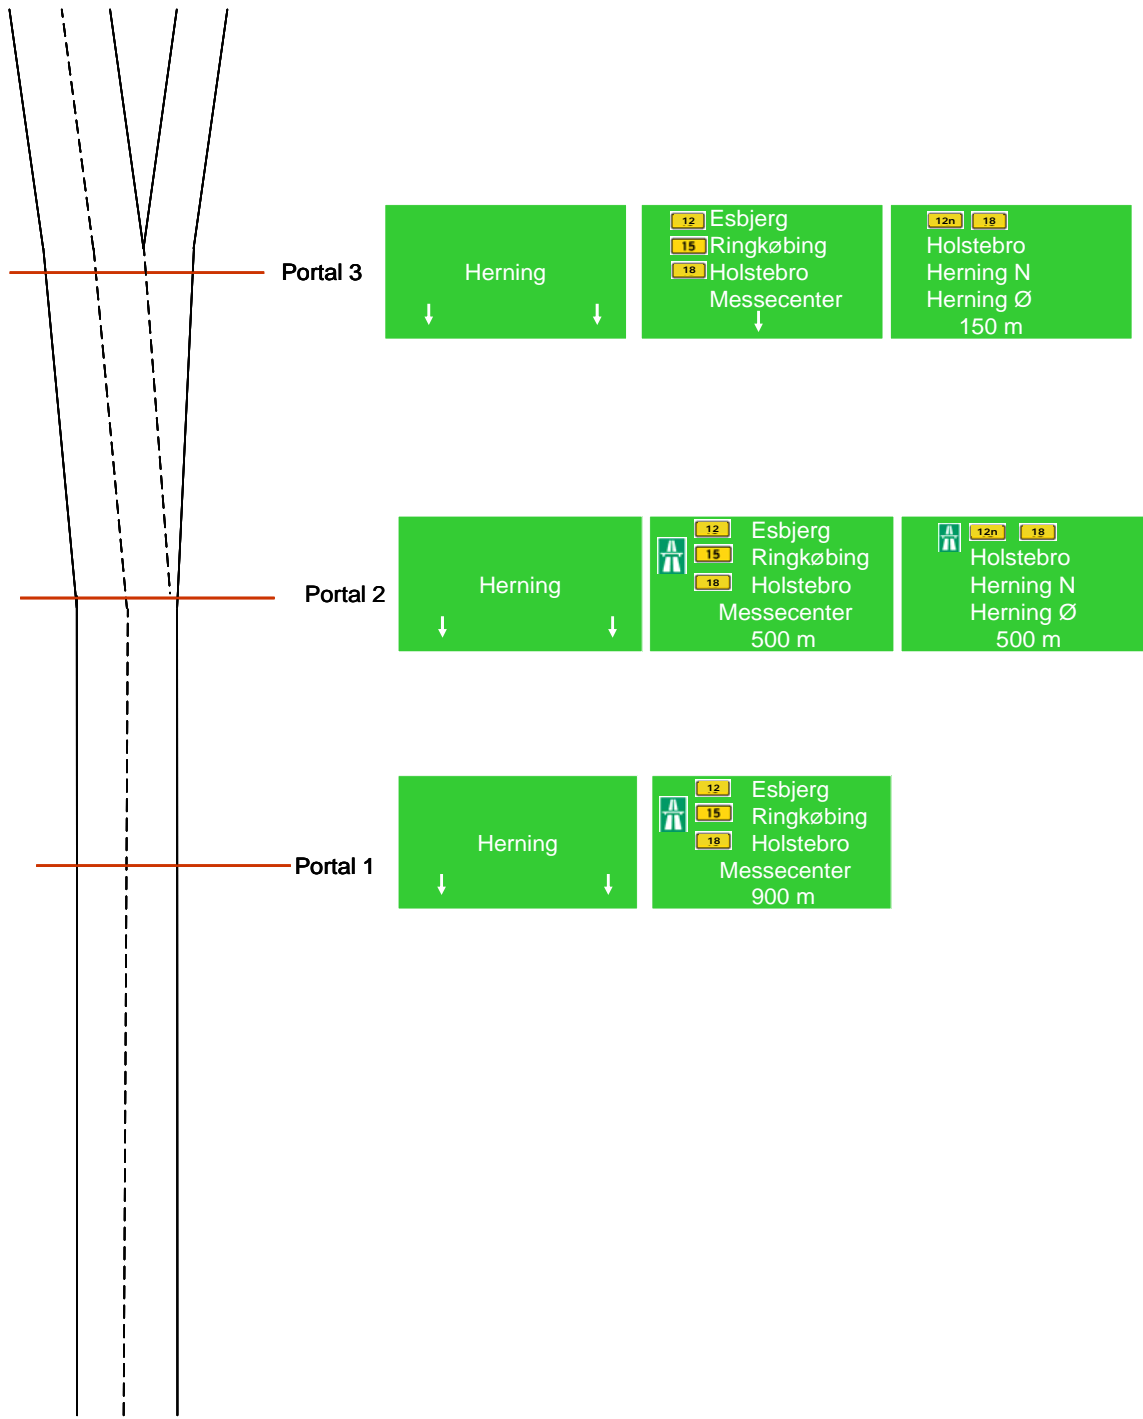 Portal 3
Herning
12 Esbjerg
15 Ringkøbing
18 Holstebro
Messecenter
12n 18
Holstebro
Herning N
Herning Ø
150 m
Portal 2
Herning
12 Esbjerg
15 Ringkøbing
18 Holstebro
Messecenter
500 m
12n 18
Holstebro
Herning N
Herning Ø
500 m
Portal 1
Herning
12 Esbjerg
15 Ringkøbing
18 Holstebro
Messecenter
900 m